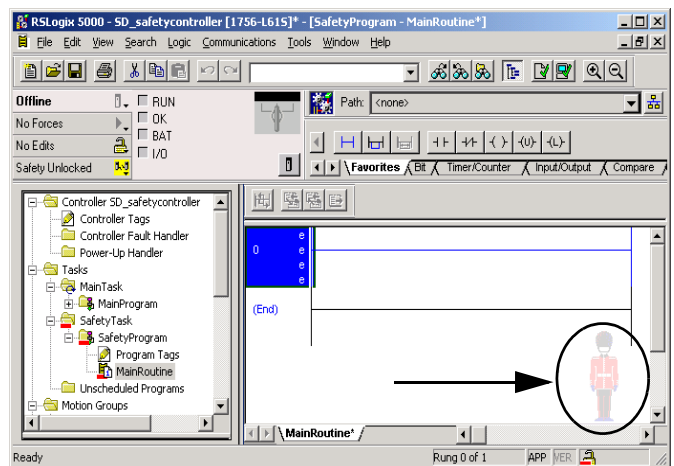 RSLogix 5000 - SD_safetycontroller [1756-L61S]* - [SafetyProgram - MainRoutine*]
File Edit View Search Logic Communications Tools Window Help
Offline
RUN
No Forces
OK
No Edits
BAT
Safety Unlocked
I/O
Path: <none>
Favorites Bit Timer/Counter Input/Output Compare
Controller SD_safetycontroller
Controller Tags
Controller Fault Handler
Power-Up Handler
Tasks
MainTask
MainProgram
SafetyTask
SafetyProgram
Program Tags
MainRoutine
Unscheduled Programs
Motion Groups
e
0 e
e
e
(End)
MainRoutine*
Ready
Rung 0 of 1
APP VER